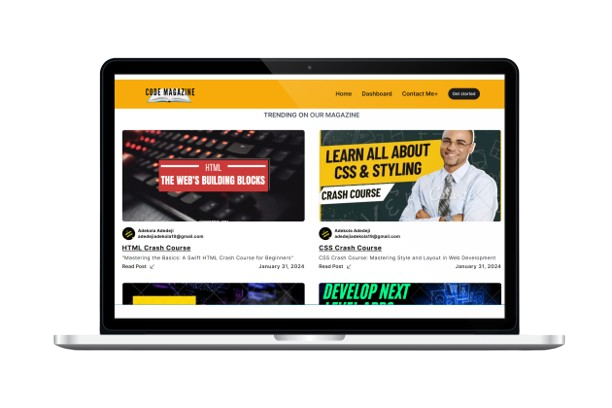 CODE MAGAZINE
Home Dashboard Contact Me+ Get started
TRENDING ON OUR MAGAZINE
HTML
THE WEB'S BUILDING BLOCKS
LEARN ALL ABOUT
CSS & STYLING
CRASH COURSE
Adekola Adedeji
adedejiadekola19@gmail.com
HTML Crash Course
"Mastering the Basics: A Swift HTML Crash Course for Beginners"
Read Post January 31, 2024
Adekola Adedeji
adedejiadekola19@gmail.com
CSS Crash Course
CSS Crash Course: Mastering Style and Layout in Web Development
Read Post January 31, 2024
DEVELOP NEXT
LEVEL APPS